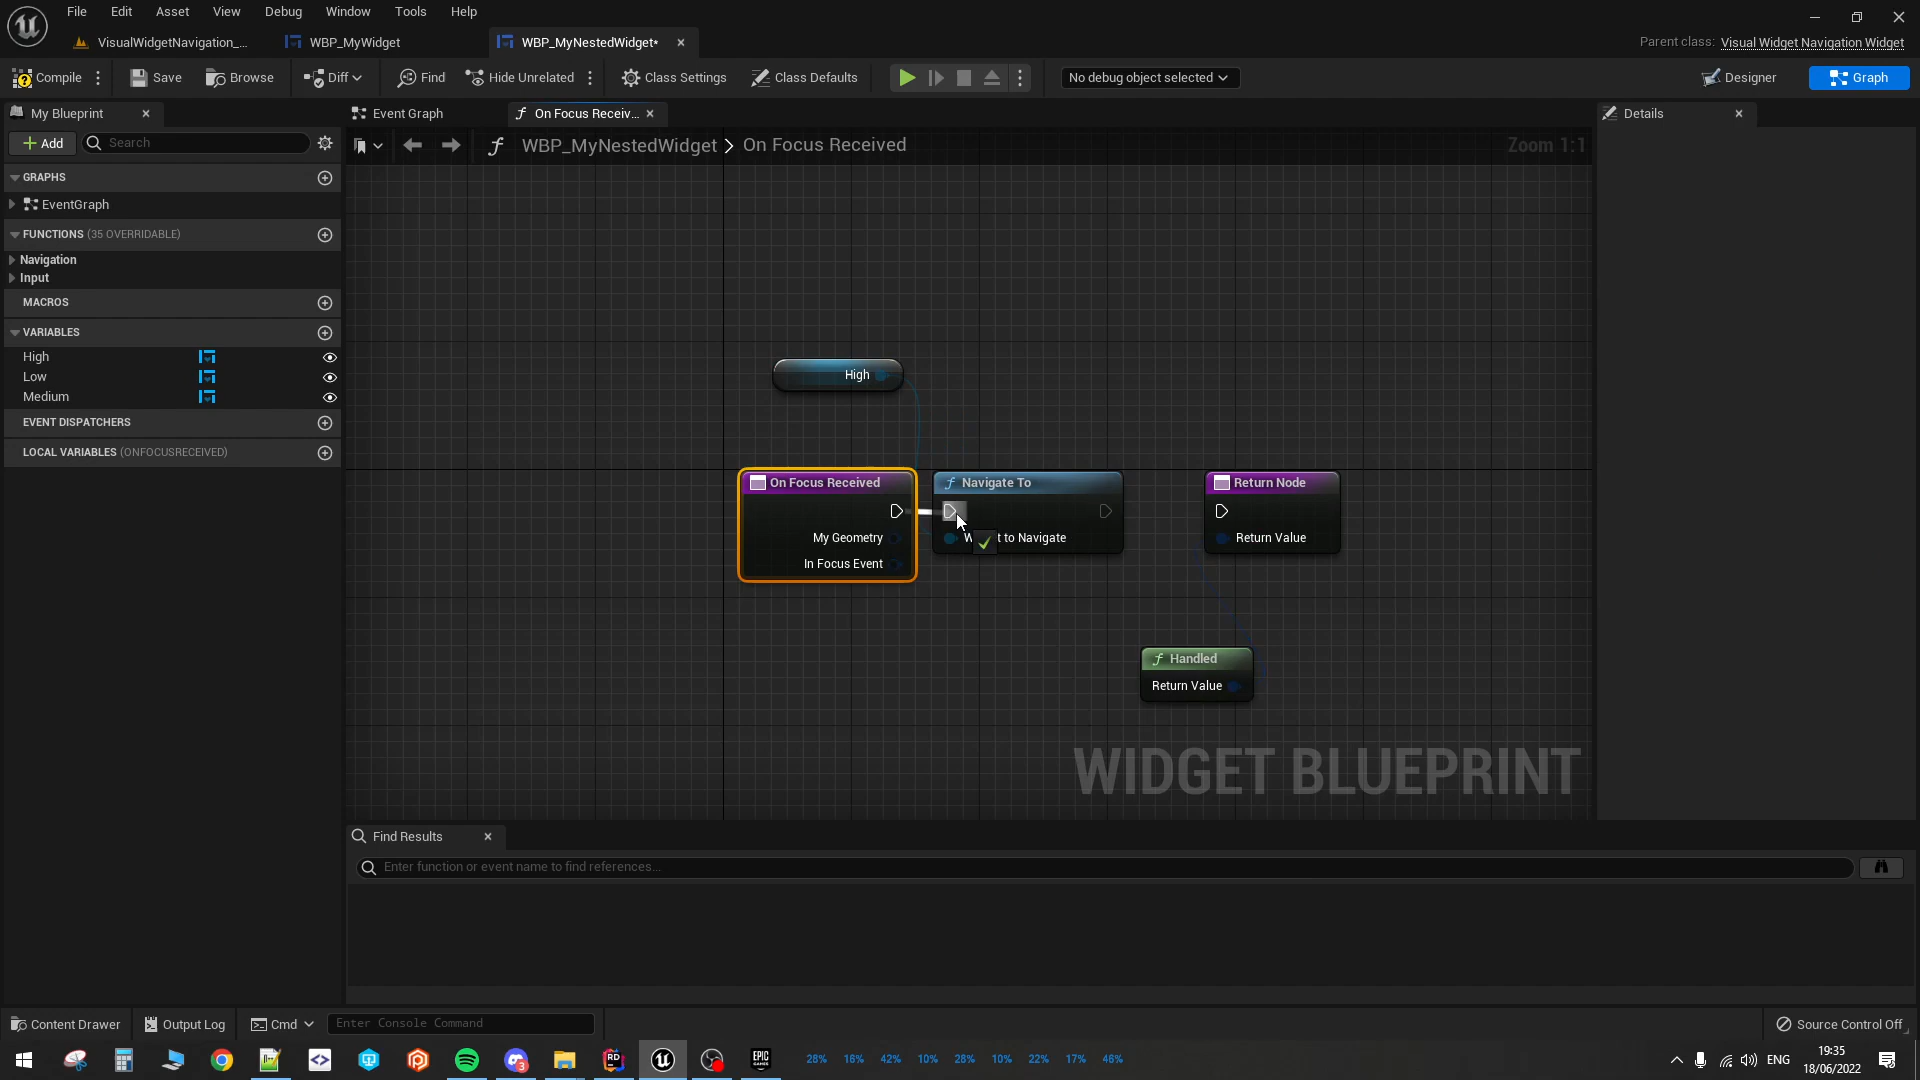 File Edit Asset View Debug Window Tools Help
VisualWidgetNavigation_... WBP_MyWidget WBP_MyNestedWidget* Parent class: Visual Widget Navigation Widget
Compile Save Browse Diff Find Hide Unrelated Class Settings Class Defaults No debug object selected Designer Graph
My Blueprint Event Graph On Focus Receiv... Details
Add Search WBP_MyNestedWidget > On Focus Received Zoom 1:1
GRAPHS
EventGraph
FUNCTIONS (35 OVERRIDABLE)
Navigation
Input
MACROS
VARIABLES
High
Low
Medium
EVENT DISPATCHERS
LOCAL VARIABLES (ONFOCUSRECEIVED)
High
On Focus Received
My Geometry
In Focus Event
Navigate To
t to Navigate
Return Node
Return Value
Handled
Return Value
WIDGET BLUEPRINT
Find Results
Enter function or event name to find references...
Content Drawer Output Log Cmd Enter Console Command Source Control Off
28% 16% 42% 10% 28% 10% 22% 17% 46% ENG 19:35
18/06/2022